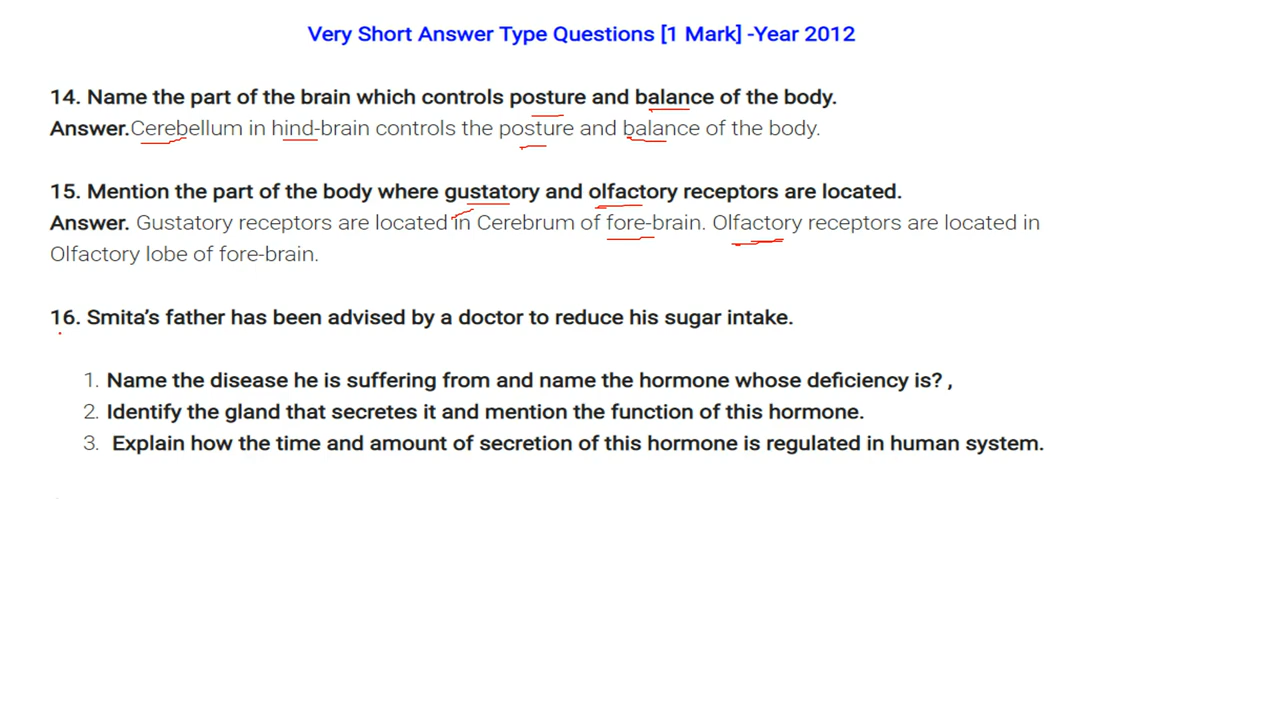 Very Short Answer Type Questions [1 Mark] -Year 2012
14. Name the part of the brain which controls posture and balance of the body.
Answer.Cerebellum in hind-brain controls the posture and balance of the body.
15. Mention the part of the body where gustatory and olfactory receptors are located.
Answer. Gustatory receptors are located in Cerebrum of fore-brain. Olfactory receptors are located in
Olfactory lobe of fore-brain.
16. Smita’s father has been advised by a doctor to reduce his sugar intake.
1. Name the disease he is suffering from and name the hormone whose deficiency is? ,
2. Identify the gland that secretes it and mention the function of this hormone.
3. Explain how the time and amount of secretion of this hormone is regulated in human system.